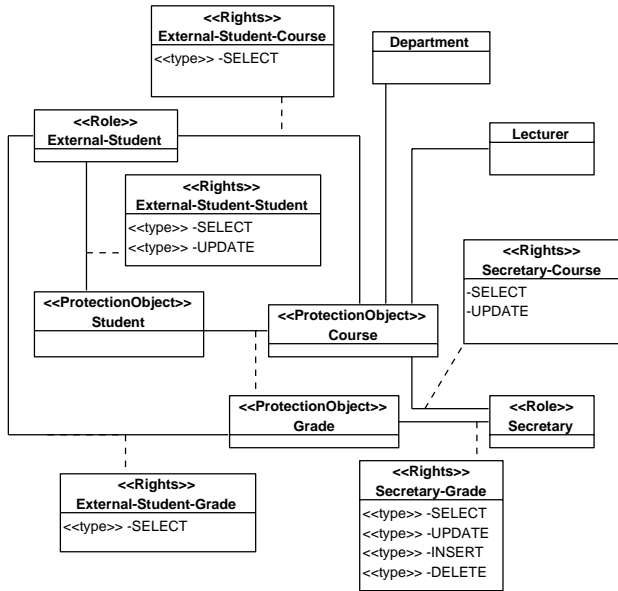 <<Rights>>
External-Student-Course
<<type>> -SELECT
Department
<<Role>>
External-Student
Lecturer
<<Rights>>
External-Student-Student
<<type>> -SELECT
<<type>> -UPDATE
<<Rights>>
Secretary-Course
-SELECT
-UPDATE
<<ProtectionObject>>
Student
<<ProtectionObject>>
Course
<<ProtectionObject>>
Grade
<<Role>>
Secretary
<<Rights>>
External-Student-Grade
<<type>> -SELECT
<<Rights>>
Secretary-Grade
<<type>> -SELECT
<<type>> -UPDATE
<<type>> -INSERT
<<type>> -DELETE